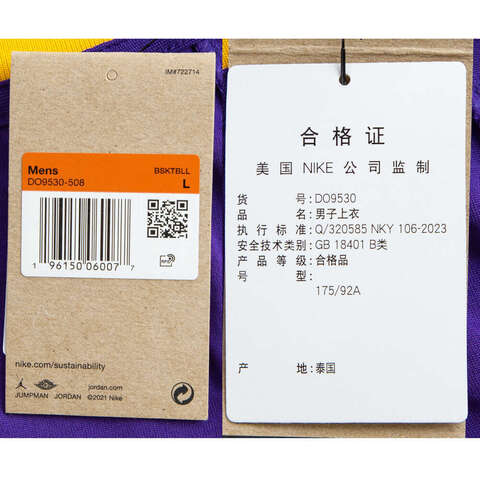 IM#722714
Mens
BSKTBLL
DO9530-508
L
1 96150 06007 7
nike.com/sustainability
jordan.com
JUMPMAN JORDAN ©2021 Nike
合格证
美国 NIKE 公司监制
货号:DO9530
品名:男子上衣
执行标准:Q/320585 NKY 106-2023
安全技术类别:GB 18401 B类
产品等级:合格品
号型:
175/92A
产地:泰国